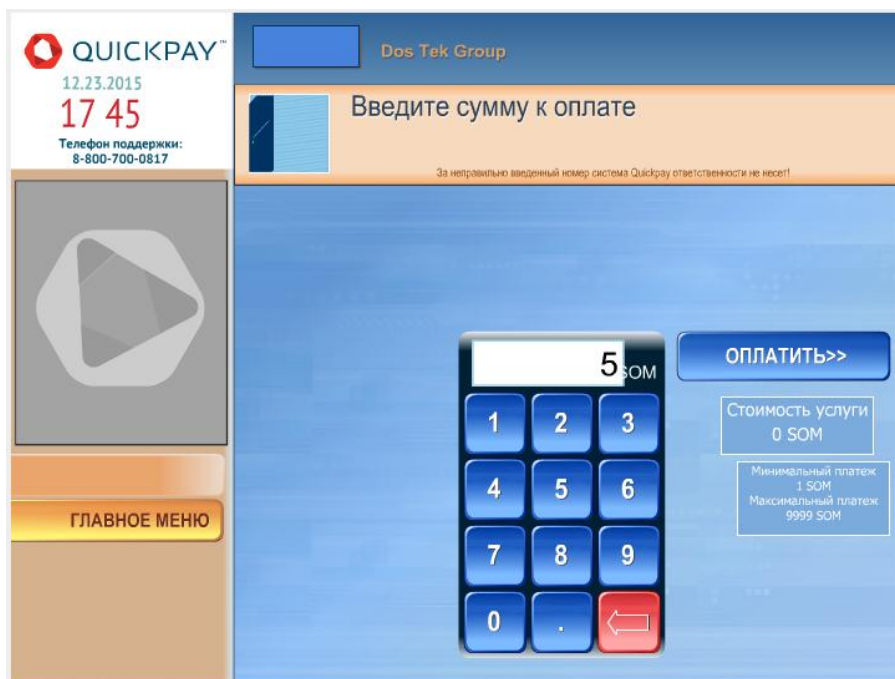 QUICKPAY™
12.23.2015
17 45
Телефон поддержки:
8-800-700-0817
Dos Tek Group
Введите сумму к оплате
За неправильно введенный номер система Quickpay ответственности не несет!
5 SOM
1 2 3
4 5 6
7 8 9
0 .
ОПЛАТИТЬ>>
Стоимость услуги
0 SOM
Минимальный платеж
1 SOM
Максимальный платеж
9999 SOM
ГЛАВНОЕ МЕНЮ